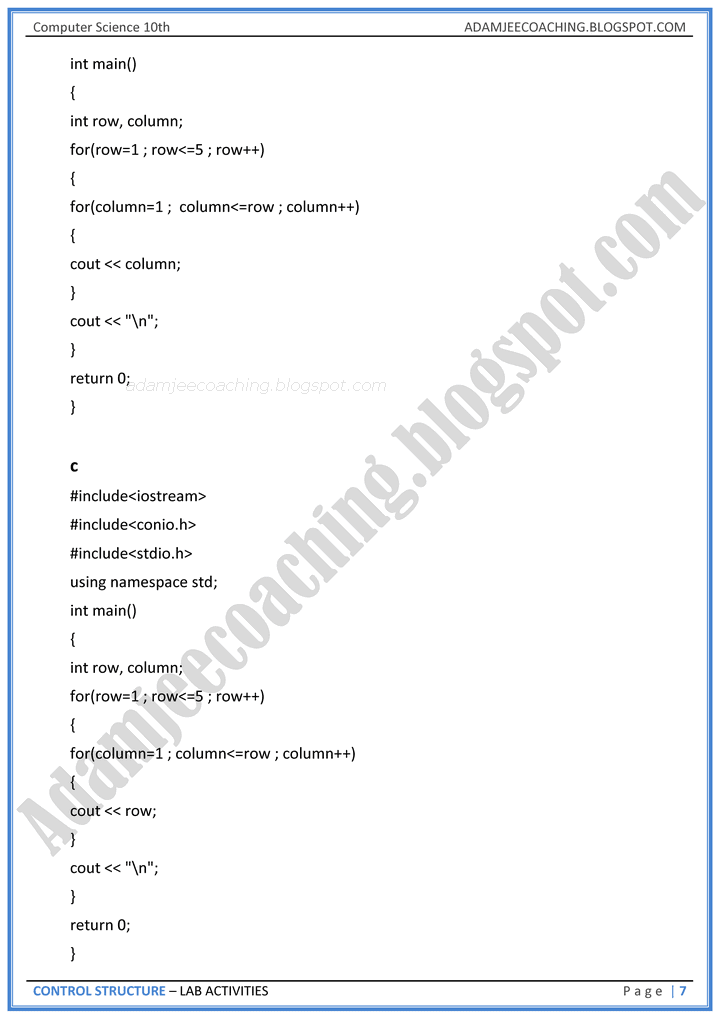 Computer Science 10th
ADAMJEECOACHING.BLOGSPOT.COM
int main()
{
int row, column;
for(row=1 ; row<=5 ; row++)
{
for(column=1 ;  column<=row ; column++)
{
cout << column;
}
cout << "\n";
}
return 0;
adamjeecoaching.blogspot.com
}
c
#include<iostream>
#include<conio.h>
#include<stdio.h>
using namespace std;
int main()
{
int row, column;
for(row=1 ; row<=5 ; row++)
{
for(column=1 ; column<=row ; column++)
{
cout << row;
}
cout << "\n";
}
return 0;
}
Adamjeecoaching.blogspot.com
CONTROL STRUCTURE – LAB ACTIVITIES
Page | 7